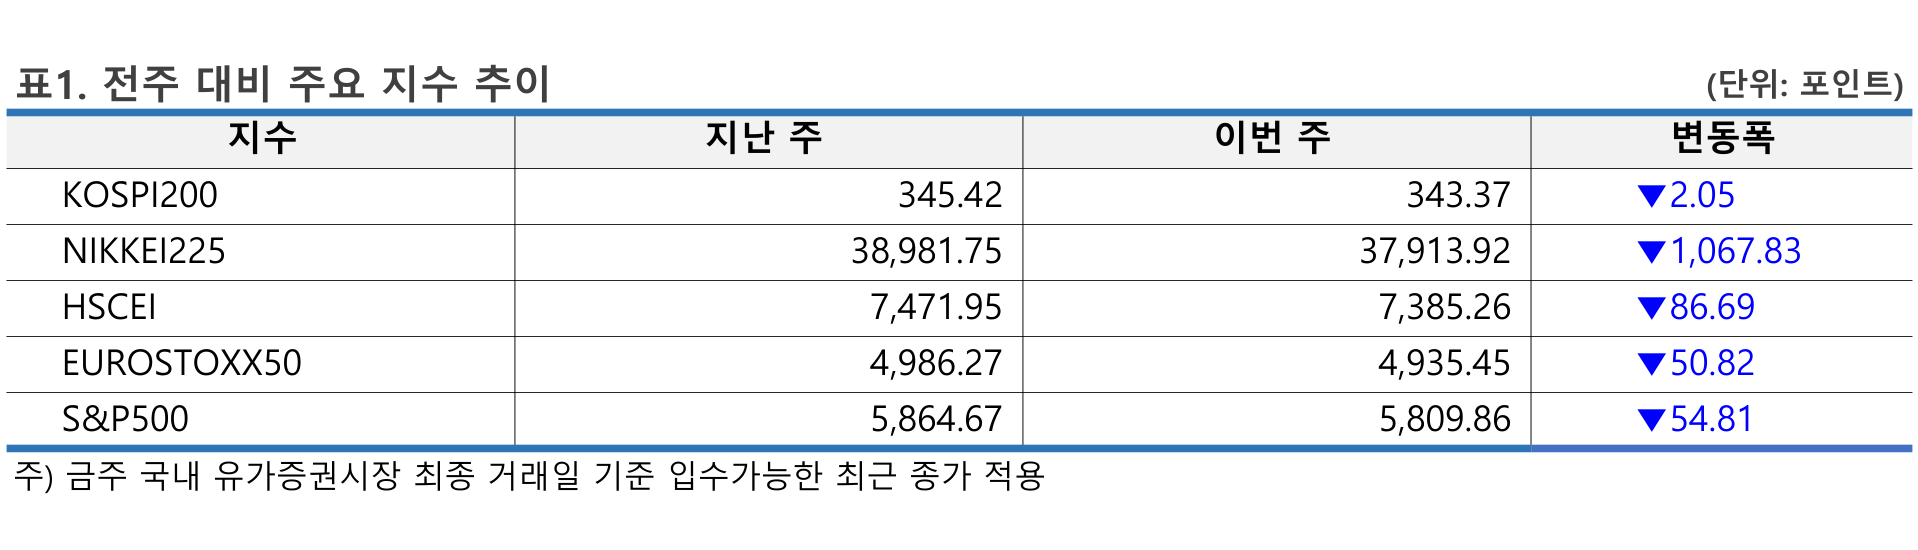 표1. 전주 대비 주요 지수 추이 (단위: 포인트)
지수 지난 주 이번 주 변동폭
KOSPI200 345.42 343.37 ▼2.05
NIKKEI225 38,981.75 37,913.92 ▼1,067.83
HSCEI 7,471.95 7,385.26 ▼86.69
EUROSTOXX50 4,986.27 4,935.45 ▼50.82
S&P500 5,864.67 5,809.86 ▼54.81
주) 금주 국내 유가증권시장 최종 거래일 기준 입수가능한 최근 종가 적용